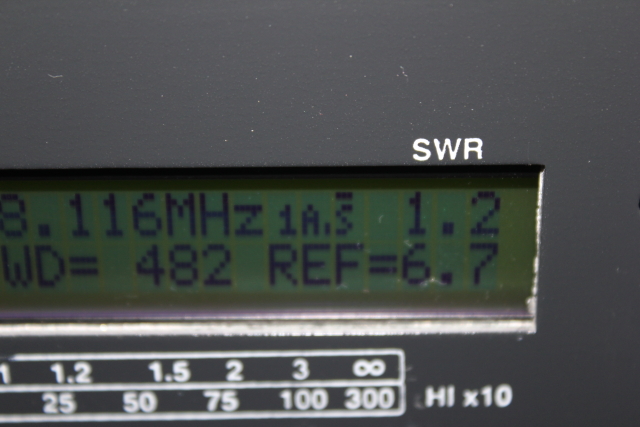 SWR
8.116MHz 1A.S 1.2
WD= 482 REF=6.7
1 1.2 1.5 2 3 ∞
25 50 75 100 300 HI x10